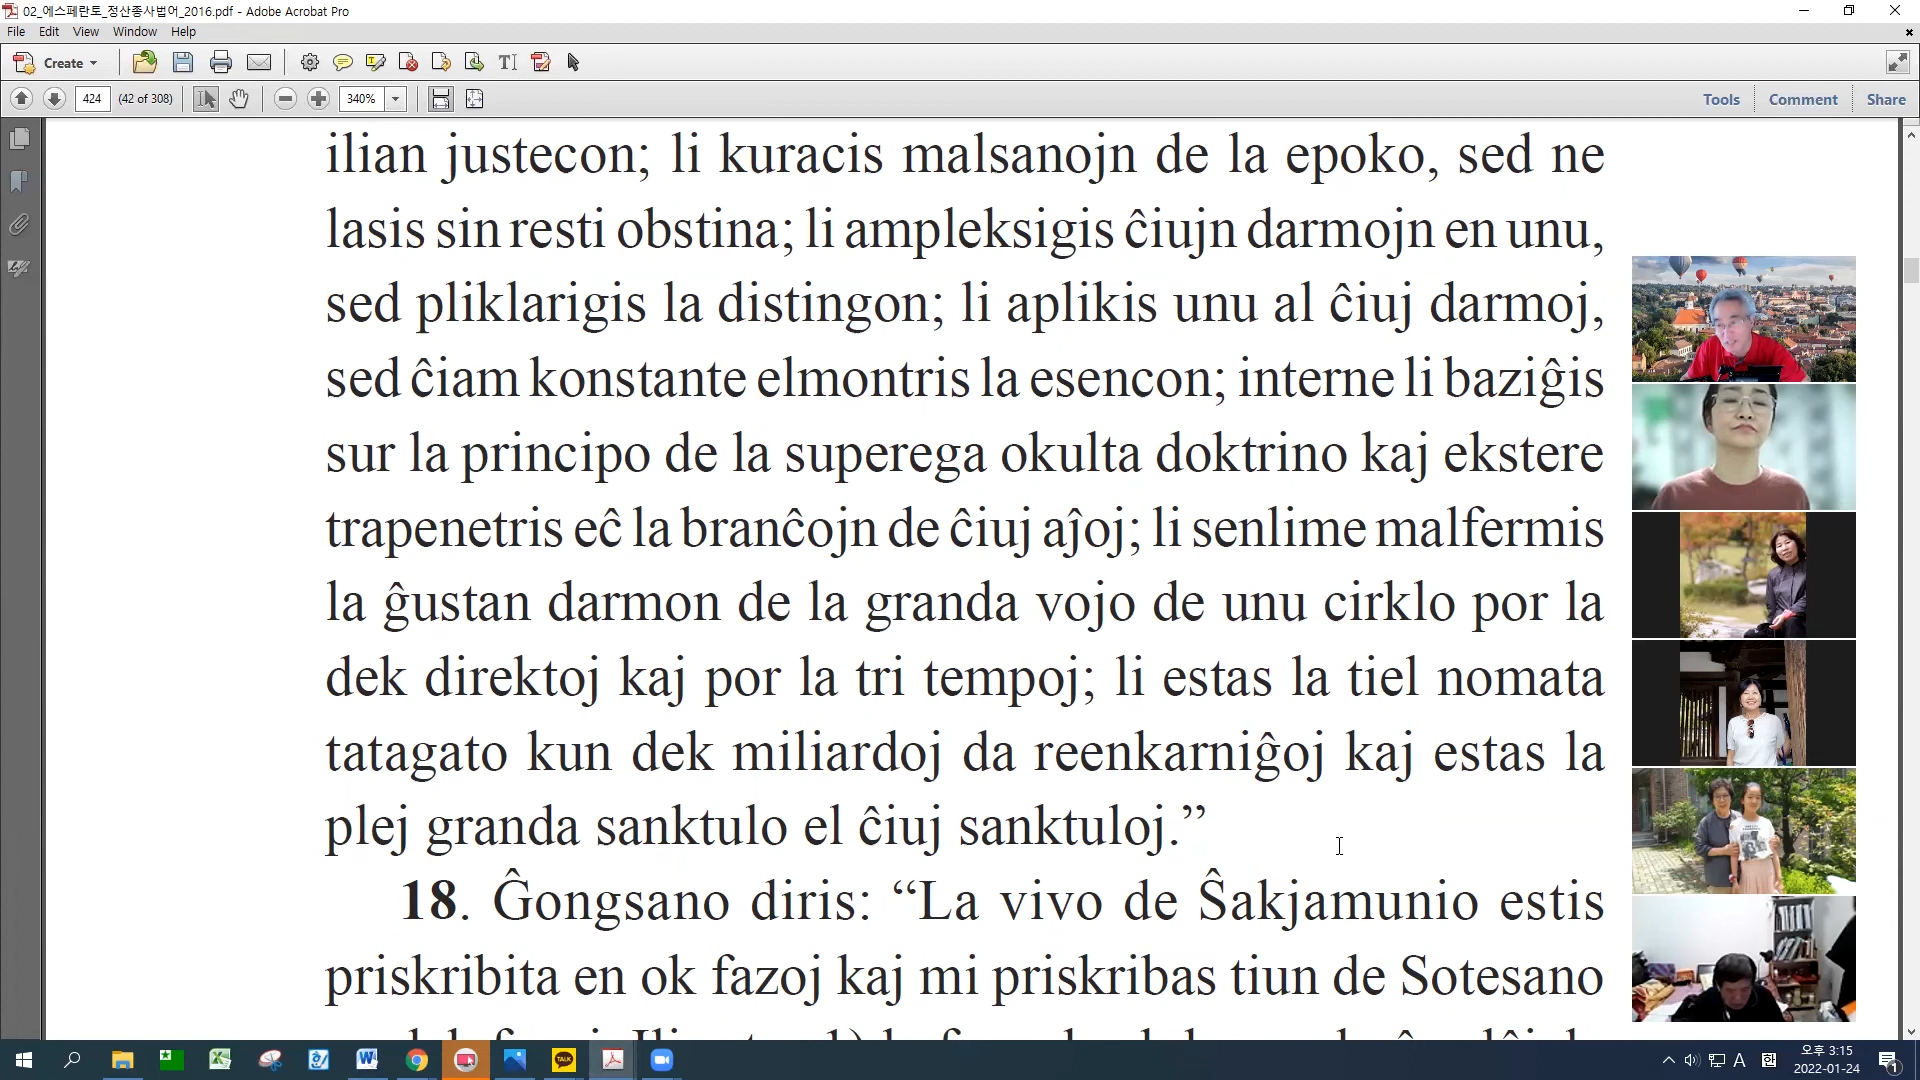 02_에스페란토_정산종사법어_2016.pdf - Adobe Acrobat Pro
File Edit View Window Help
Create
424 (42 of 308) 340% Tools Comment Share
ilian justecon; li kuracis malsanojn de la epoko, sed ne
lasis sin resti obstina; li ampleksigis ĉiujn darmojn en unu,
sed pliklarigis la distingon; li aplikis unu al ĉiuj darmoj,
sed ĉiam konstante elmontris la esencon; interne li baziĝis
sur la principo de la superega okulta doktrino kaj ekstere
trapenetris eĉ la branĉojn de ĉiuj aĵoj; li senlime malfermis
la ĝustan darmon de la granda vojo de unu cirklo por la
dek direktoj kaj por la tri tempoj; li estas la tiel nomata
tatagato kun dek miliardoj da reenkarniĝoj kaj estas la
plej granda sanktulo el ĉiuj sanktuloj.”
18. Ĝongsano diris: “La vivo de Ŝakjamunio estis
priskribita en ok fazoj kaj mi priskribas tiun de Sotesano
TALK
A 한 오후 3:15
2022-01-24
1